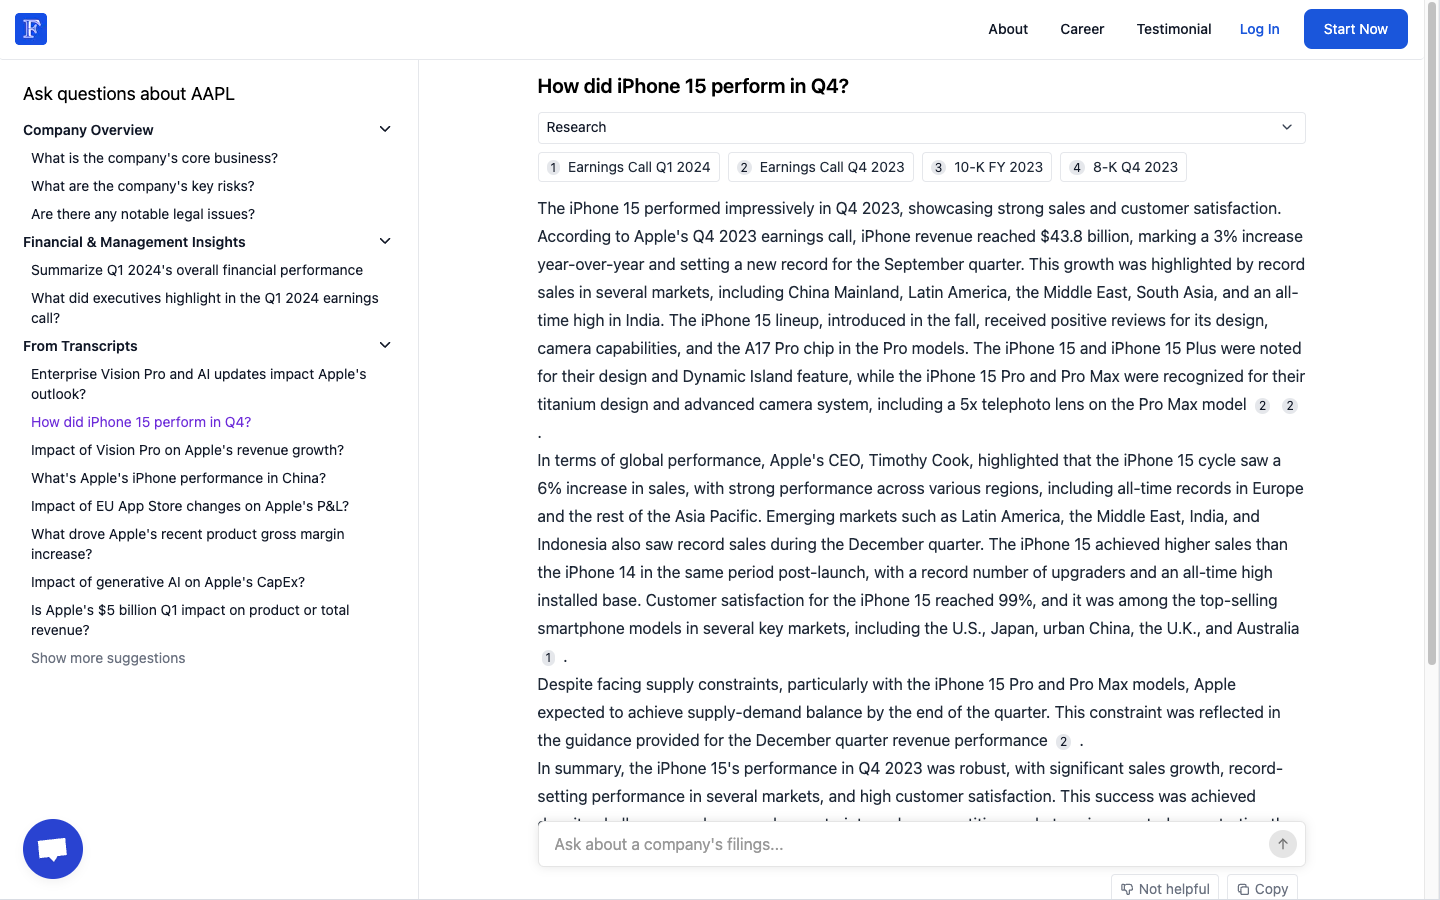 F
About
Career
Testimonial
Log In
Start Now
Ask questions about AAPL
Company Overview
What is the company's core business?
What are the company's key risks?
Are there any notable legal issues?
Financial & Management Insights
Summarize Q1 2024's overall financial performance
What did executives highlight in the Q1 2024 earnings
call?
From Transcripts
Enterprise Vision Pro and AI updates impact Apple's
outlook?
How did iPhone 15 perform in Q4?
Impact of Vision Pro on Apple's revenue growth?
What's Apple's iPhone performance in China?
Impact of EU App Store changes on Apple's P&L?
What drove Apple's recent product gross margin
increase?
Impact of generative AI on Apple's CapEx?
Is Apple's $5 billion Q1 impact on product or total
revenue?
Show more suggestions
How did iPhone 15 perform in Q4?
Research
1 Earnings Call Q1 2024
2 Earnings Call Q4 2023
3 10-K FY 2023
4 8-K Q4 2023
The iPhone 15 performed impressively in Q4 2023, showcasing strong sales and customer satisfaction.
According to Apple's Q4 2023 earnings call, iPhone revenue reached $43.8 billion, marking a 3% increase
year-over-year and setting a new record for the September quarter. This growth was highlighted by record
sales in several markets, including China Mainland, Latin America, the Middle East, South Asia, and an all-
time high in India. The iPhone 15 lineup, introduced in the fall, received positive reviews for its design,
camera capabilities, and the A17 Pro chip in the Pro models. The iPhone 15 and iPhone 15 Plus were noted
for their design and Dynamic Island feature, while the iPhone 15 Pro and Pro Max were recognized for their
titanium design and advanced camera system, including a 5x telephoto lens on the Pro Max model 2 2
.
In terms of global performance, Apple's CEO, Timothy Cook, highlighted that the iPhone 15 cycle saw a
6% increase in sales, with strong performance across various regions, including all-time records in Europe
and the rest of the Asia Pacific. Emerging markets such as Latin America, the Middle East, India, and
Indonesia also saw record sales during the December quarter. The iPhone 15 achieved higher sales than
the iPhone 14 in the same period post-launch, with a record number of upgraders and an all-time high
installed base. Customer satisfaction for the iPhone 15 reached 99%, and it was among the top-selling
smartphone models in several key markets, including the U.S., Japan, urban China, the U.K., and Australia
1 .
Despite facing supply constraints, particularly with the iPhone 15 Pro and Pro Max models, Apple
expected to achieve supply-demand balance by the end of the quarter. This constraint was reflected in
the guidance provided for the December quarter revenue performance 2 .
In summary, the iPhone 15's performance in Q4 2023 was robust, with significant sales growth, record-
setting performance in several markets, and high customer satisfaction. This success was achieved
Ask about a company's filings...
Not helpful
Copy